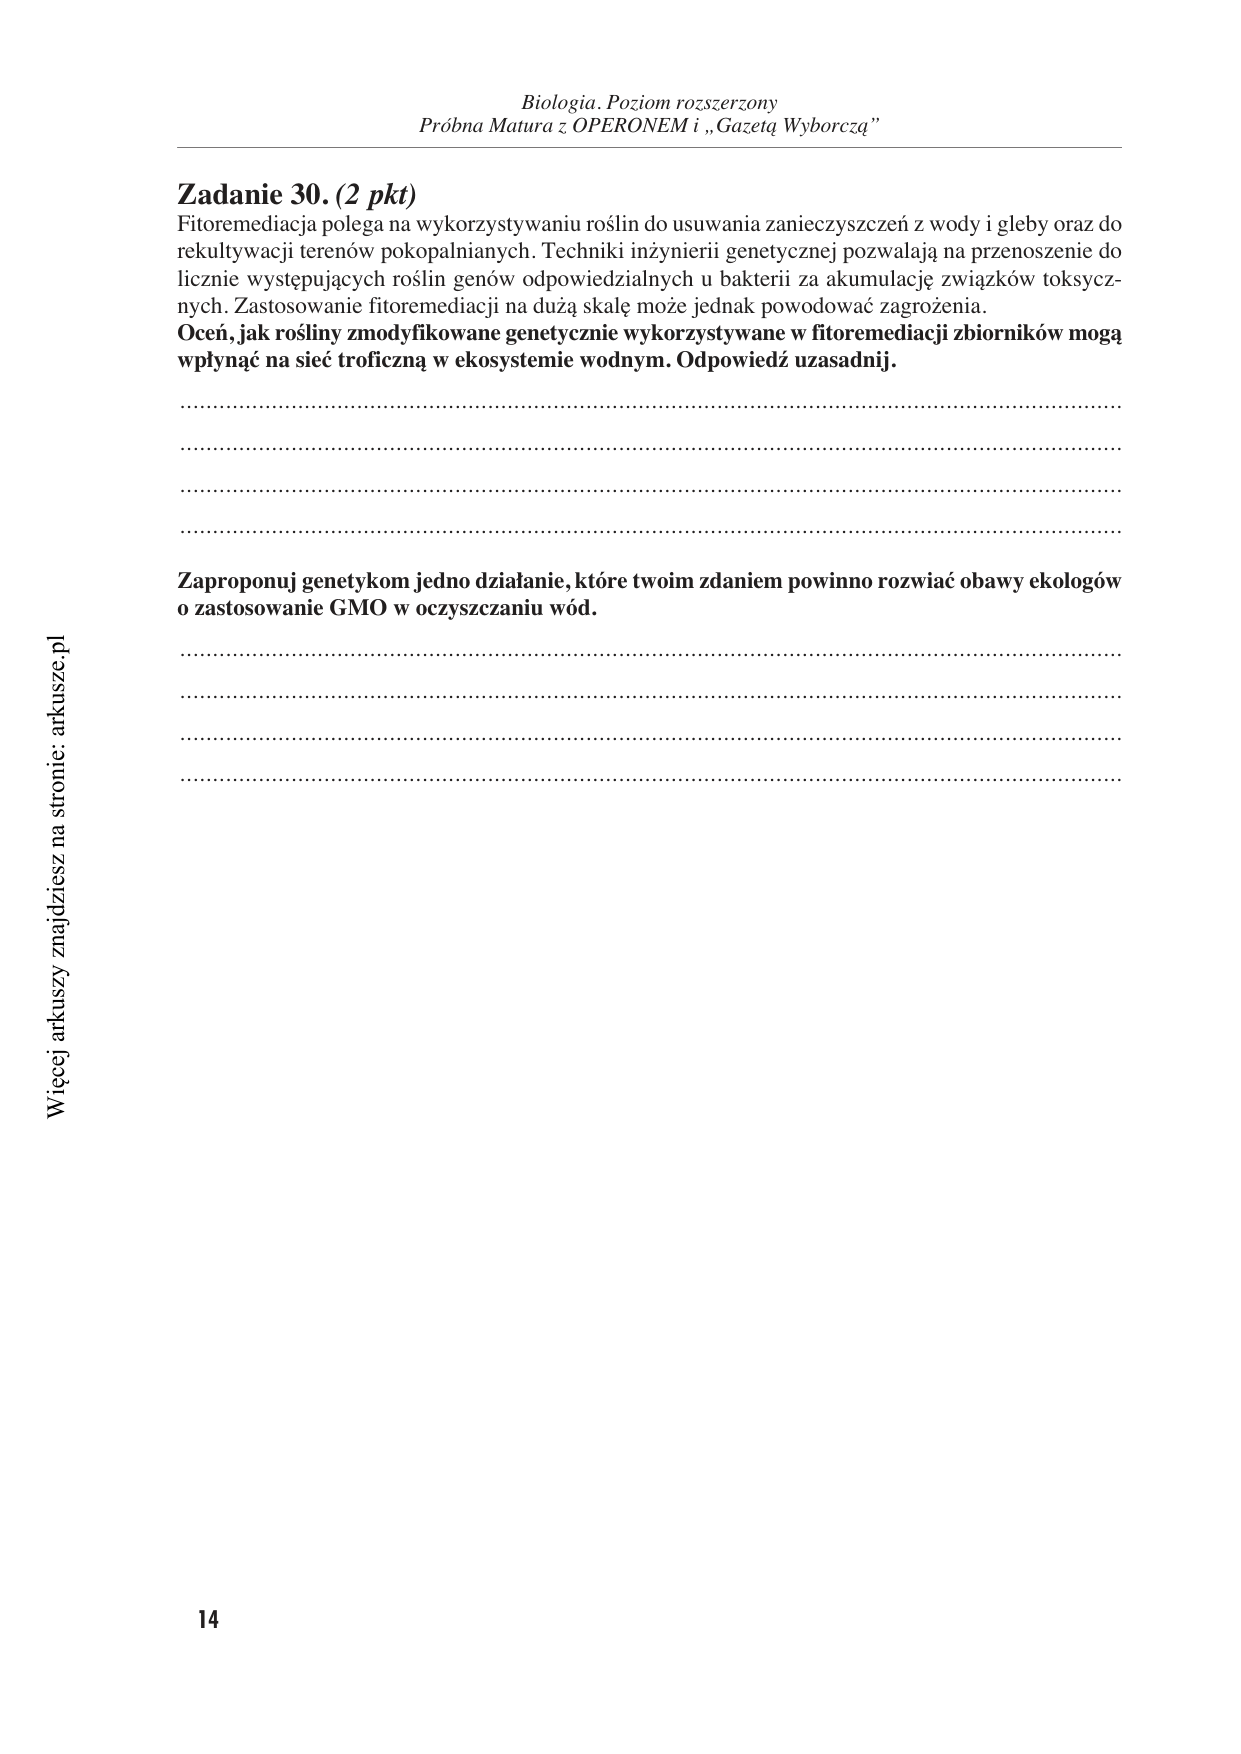 Biologia. Poziom rozszerzony
Próbna Matura z OPERONEM i „Gazetą Wyborczą”
Zadanie 30. (2 pkt)
Fitoremediacja polega na wykorzystywaniu roślin do usuwania zanieczyszczeń z wody i gleby oraz do
rekultywacji terenów pokopalnianych. Techniki inżynierii genetycznej pozwalają na przenoszenie do
licznie występujących roślin genów odpowiedzialnych u bakterii za akumulację związków toksycz-
nych. Zastosowanie fitoremediacji na dużą skalę może jednak powodować zagrożenia.
Oceń, jak rośliny zmodyfikowane genetycznie wykorzystywane w fitoremediacji zbiorników mogą
wpłynąć na sieć troficzną w ekosystemie wodnym. Odpowiedź uzasadnij.
Zaproponuj genetykom jedno działanie, które twoim zdaniem powinno rozwiać obawy ekologów
o zastosowanie GMO w oczyszczaniu wód.
Więcej arkuszy znajdziesz na stronie: arkusze.pl
14